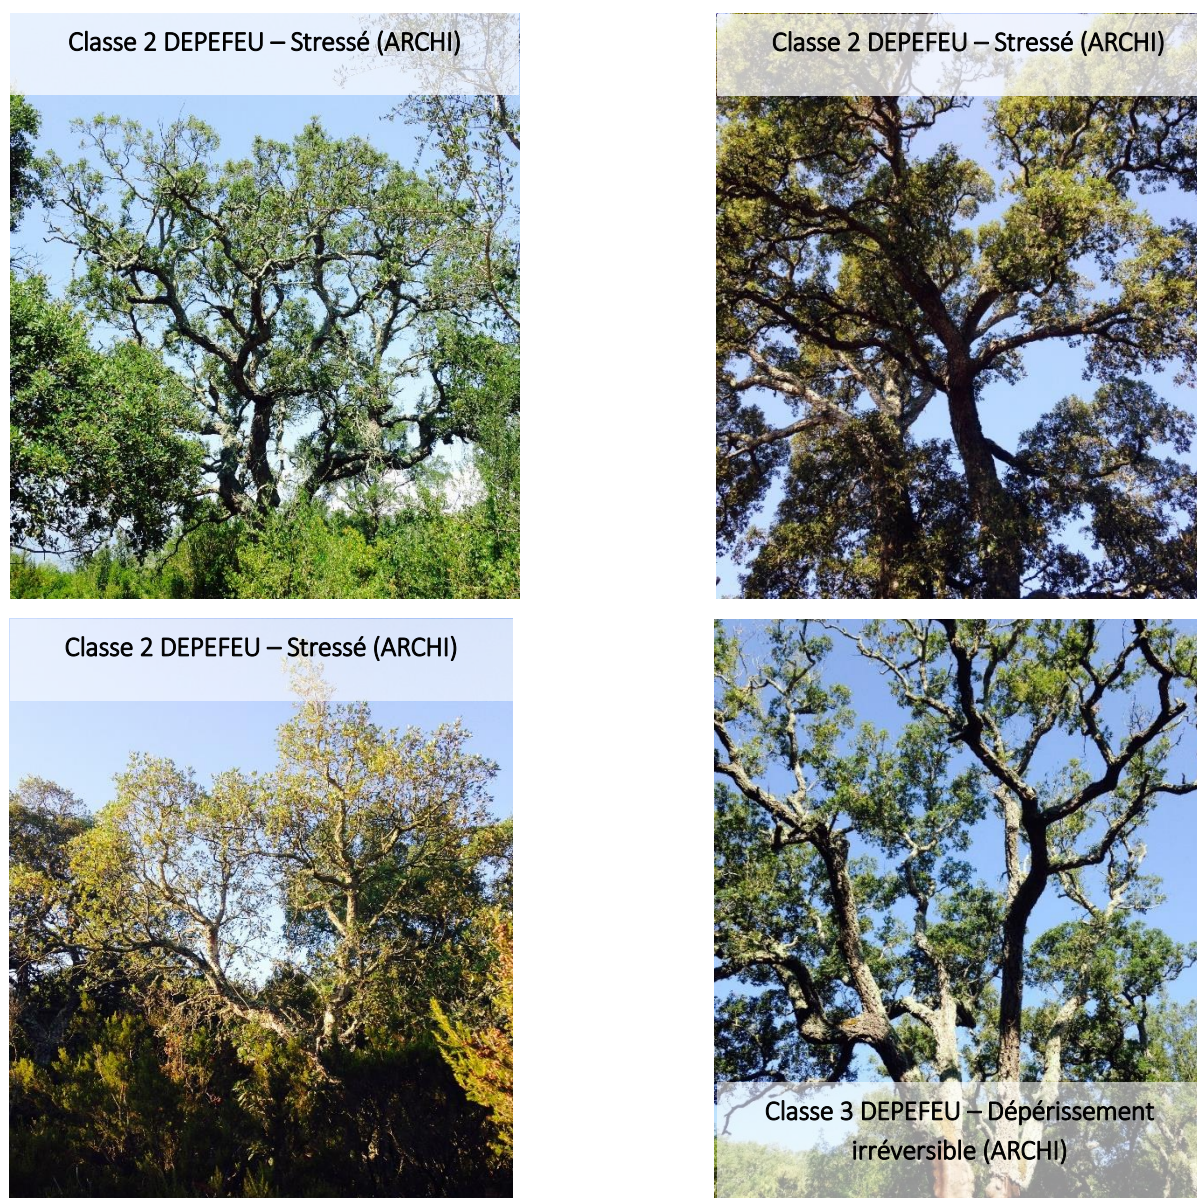 Classe 2 DEPEFEU – Stressé (ARCHI)
Classe 2 DEPEFEU – Stressé (ARCHI)
Classe 2 DEPEFEU – Stressé (ARCHI)
Classe 3 DEPEFEU – Dépérissement
irréversible (ARCHI)